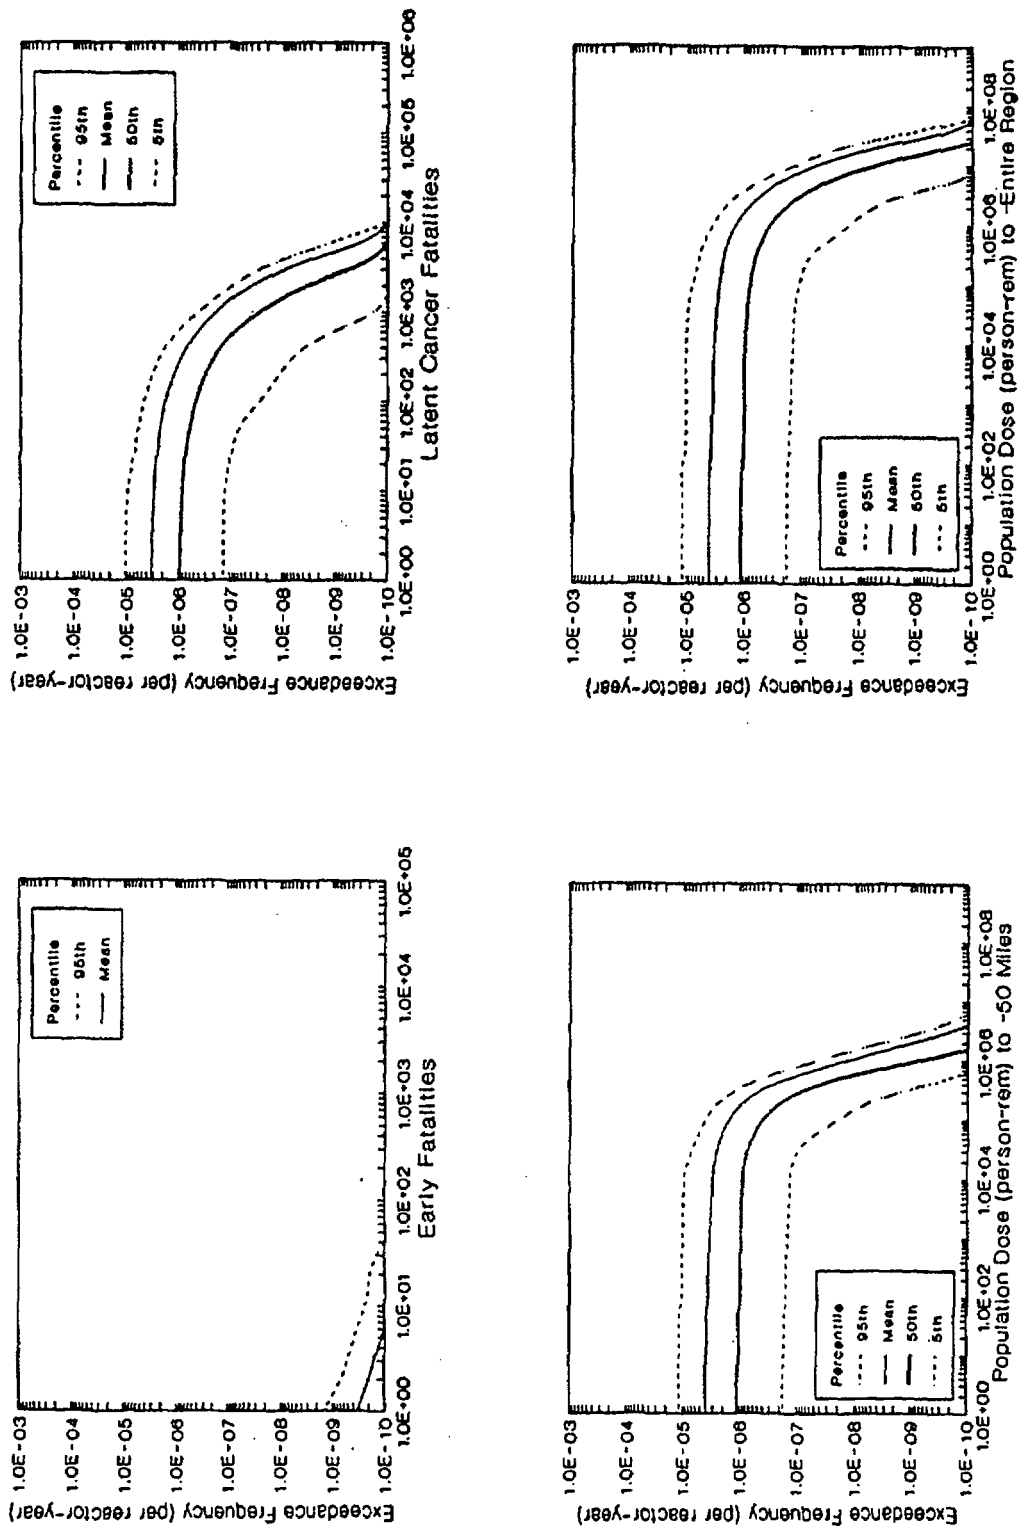 Exceedance Frequency (per reactor-year)
1.0E-03
1.0E-04
1.0E-05
1.0E-06
1.0E-07
1.0E-08
1.0E-09
1.0E-10
Percentile
95th
Mean
1.0E+00
1.0E+01
1.0E+02
1.0E+03
1.0E+04
1.0E+05
Early Fatalities
Exceedance Frequency (per reactor-year)
1.0E-03
1.0E-04
1.0E-05
1.0E-06
1.0E-07
1.0E-08
1.0E-09
1.0E-10
Percentile
95th
Mean
50th
5th
1.0E+00
1.0E+01
1.0E+02
1.0E+03
1.0E+04
1.0E+05
1.0E+06
Latent Cancer Fatalities
Exceedance Frequency (per reactor-year)
1.0E-03
1.0E-04
1.0E-05
1.0E-06
1.0E-07
1.0E-08
1.0E-09
1.0E-10
Percentile
95th
Mean
50th
5th
1.0E+00
1.0E+02
1.0E+04
1.0E+06
1.0E+08
Population Dose (person-rem) to -50 Miles
Exceedance Frequency (per reactor-year)
1.0E-03
1.0E-04
1.0E-05
1.0E-06
1.0E-07
1.0E-08
1.0E-09
1.0E-10
Percentile
95th
Mean
50th
5th
1.0E+00
1.0E+02
1.0E+04
1.0E+06
1.0E+08
Population Dose (person-rem) to -Entire Region